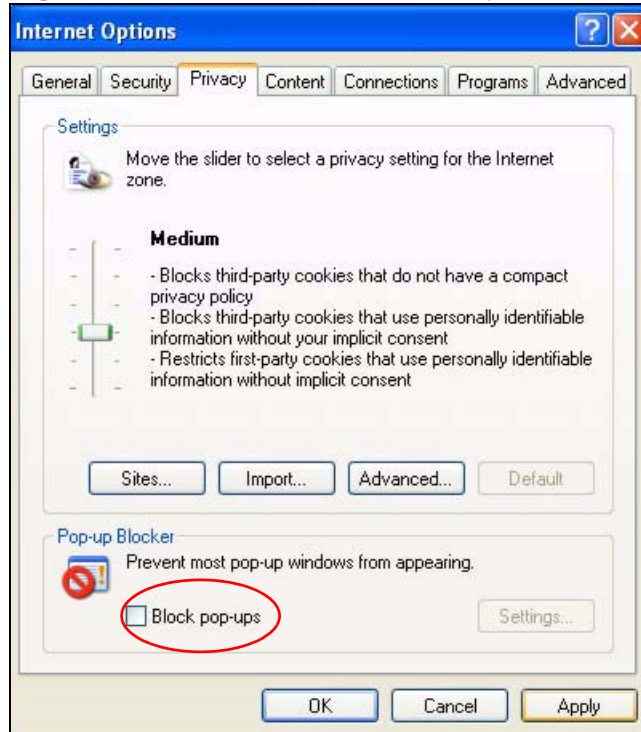 Internet Options
General Security Privacy Content Connections Programs Advanced
Settings
Move the slider to select a privacy setting for the Internet
zone.
Medium
- Blocks third-party cookies that do not have a compact
privacy policy
- Blocks third-party cookies that use personally identifiable
information without your implicit consent
- Restricts first-party cookies that use personally identifiable
information without implicit consent
Sites... Import... Advanced... Default
Pop-up Blocker
Prevent most pop-up windows from appearing.
Block pop-ups Settings...
OK Cancel Apply